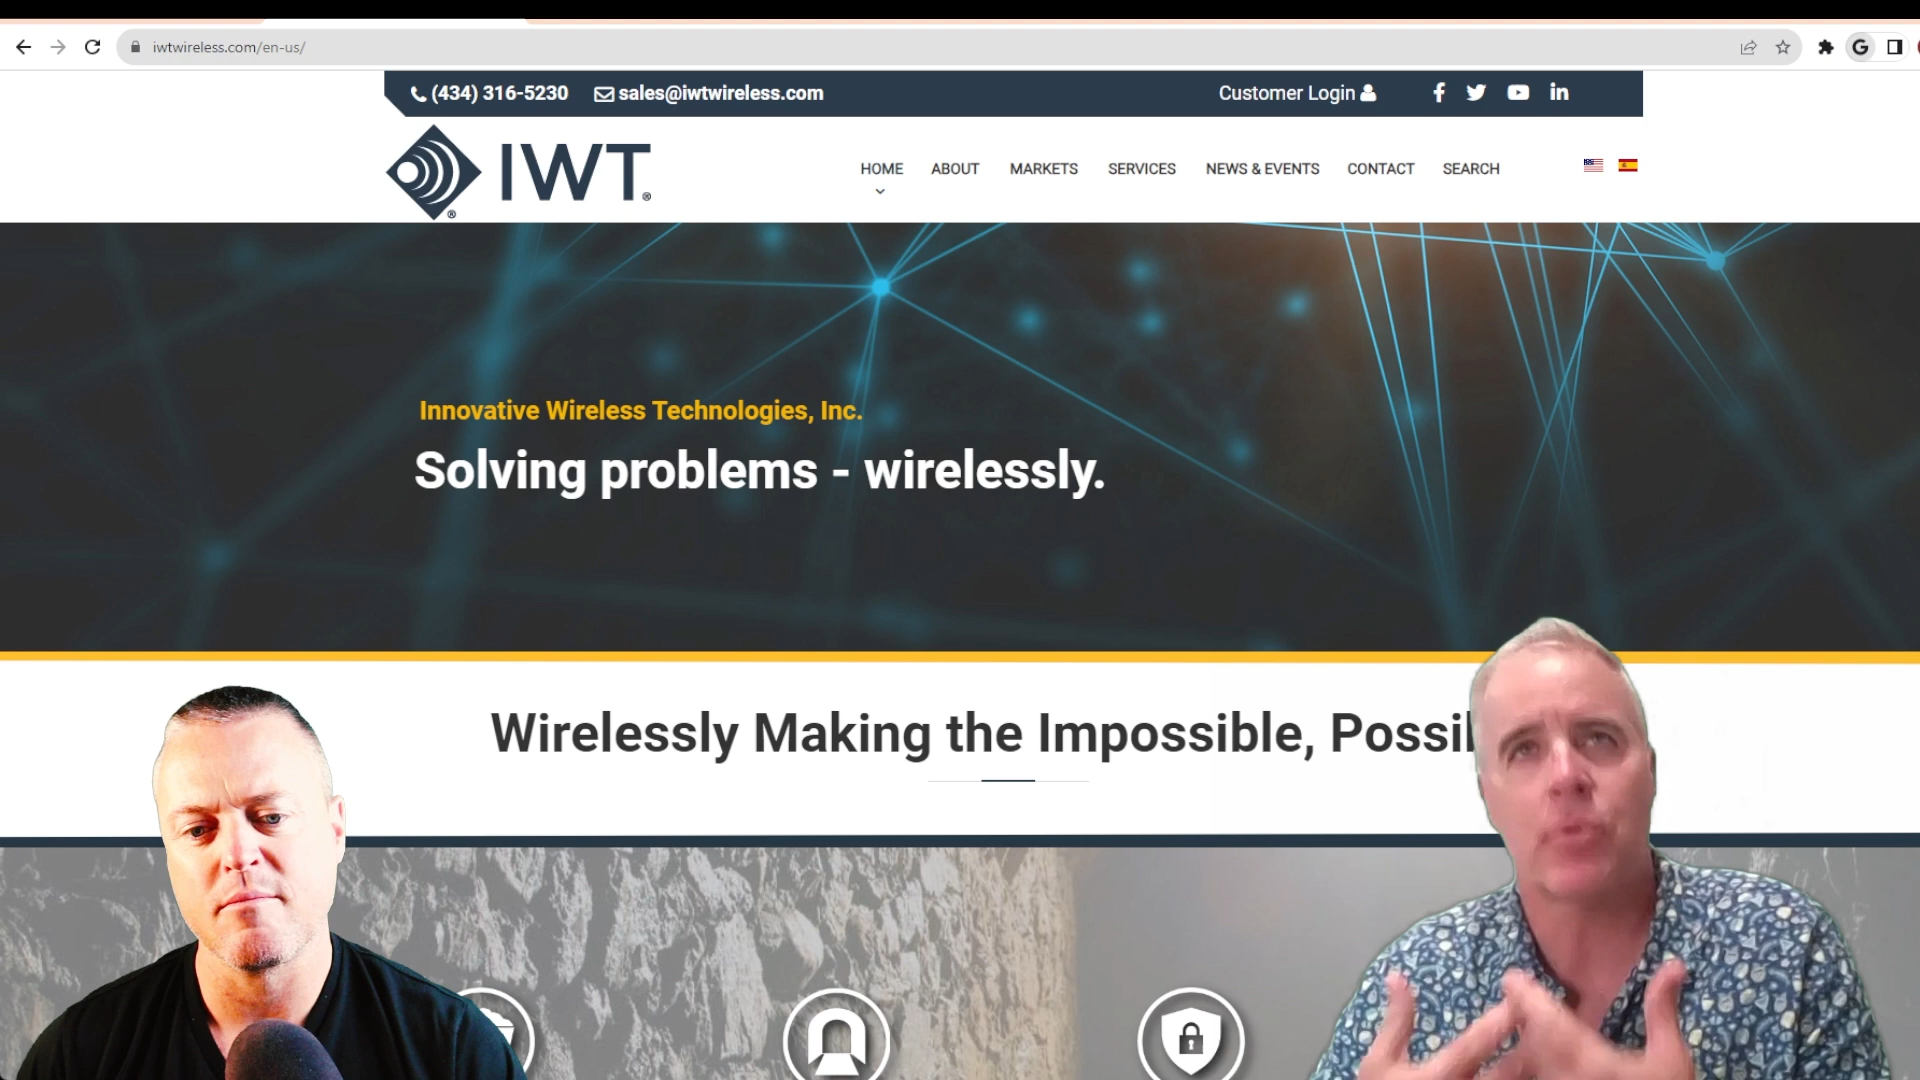 iwtwireless.com/en-us/
(434) 316-5230 sales@iwtwireless.com Customer Login
IWT®
®
HOME ABOUT MARKETS SERVICES NEWS & EVENTS CONTACT SEARCH
Innovative Wireless Technologies, Inc.
Solving problems - wirelessly.
Wirelessly Making the Impossible, Possi